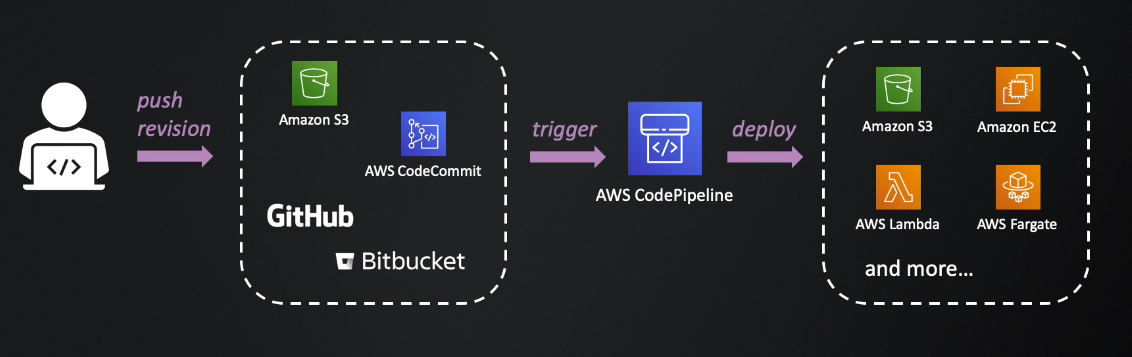 push
revision
Amazon S3
AWS CodeCommit
GitHub
Bitbucket
trigger
</>
AWS CodePipeline
deploy
Amazon S3
Amazon EC2
AWS Lambda
AWS Fargate
and more...
</>